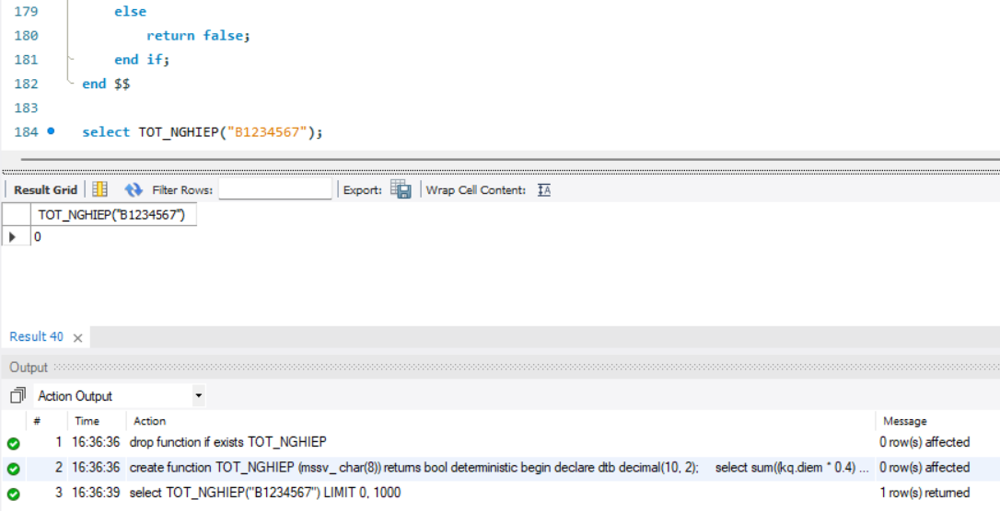 179 else
180 return false;
181 end if;
182 end $$
183
184 select TOT_NGHIEP("B1234567");
Result Grid Filter Rows: Export: Wrap Cell Content:
TOT_NGHIEP("B1234567")
0
Result 40
Output
Action Output
# Time Action Message
1 16:36:36 drop function if exists TOT_NGHIEP 0 row(s) affected
2 16:36:36 create function TOT_NGHIEP (mssv_ char(8)) returns bool deterministic begin declare dtb decimal(10, 2); select sum((kq.diem * 0.4) ... 0 row(s) affected
3 16:36:39 select TOT_NGHIEP("B1234567") LIMIT 0, 1000 1 row(s) returned